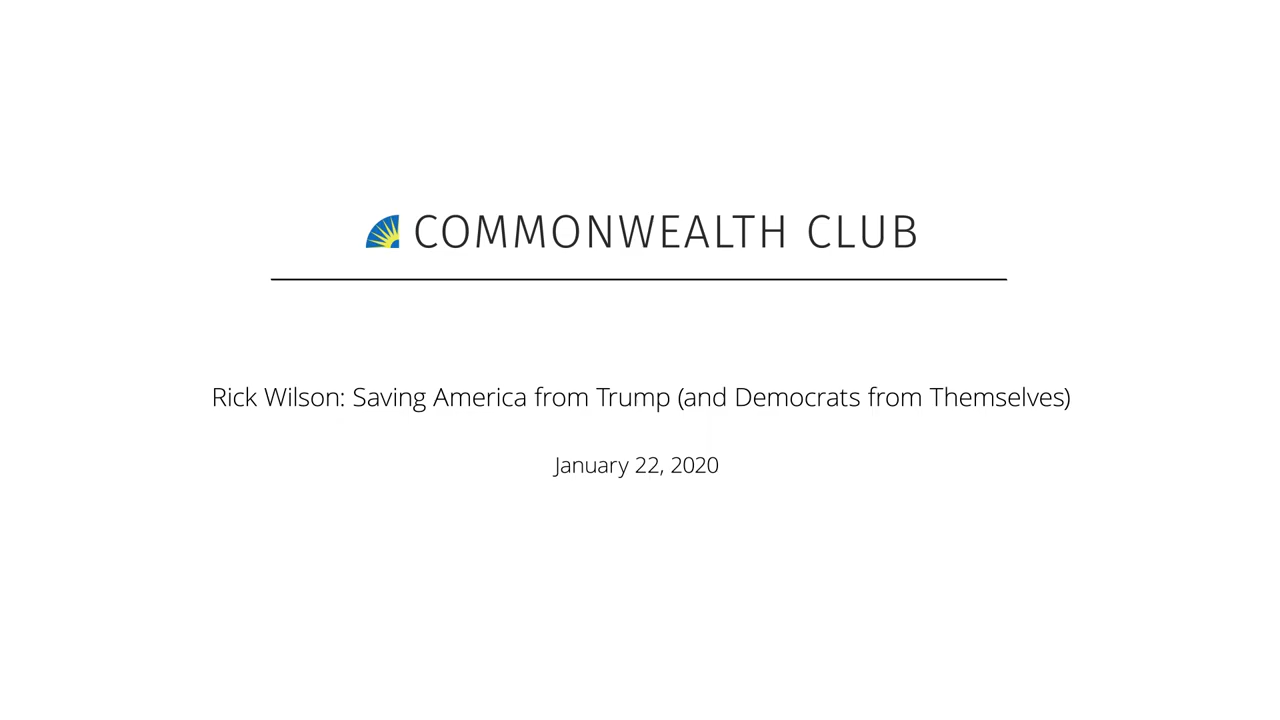 COMMONWEALTH CLUB
Rick Wilson: Saving America from Trump (and Democrats from Themselves)
January 22, 2020